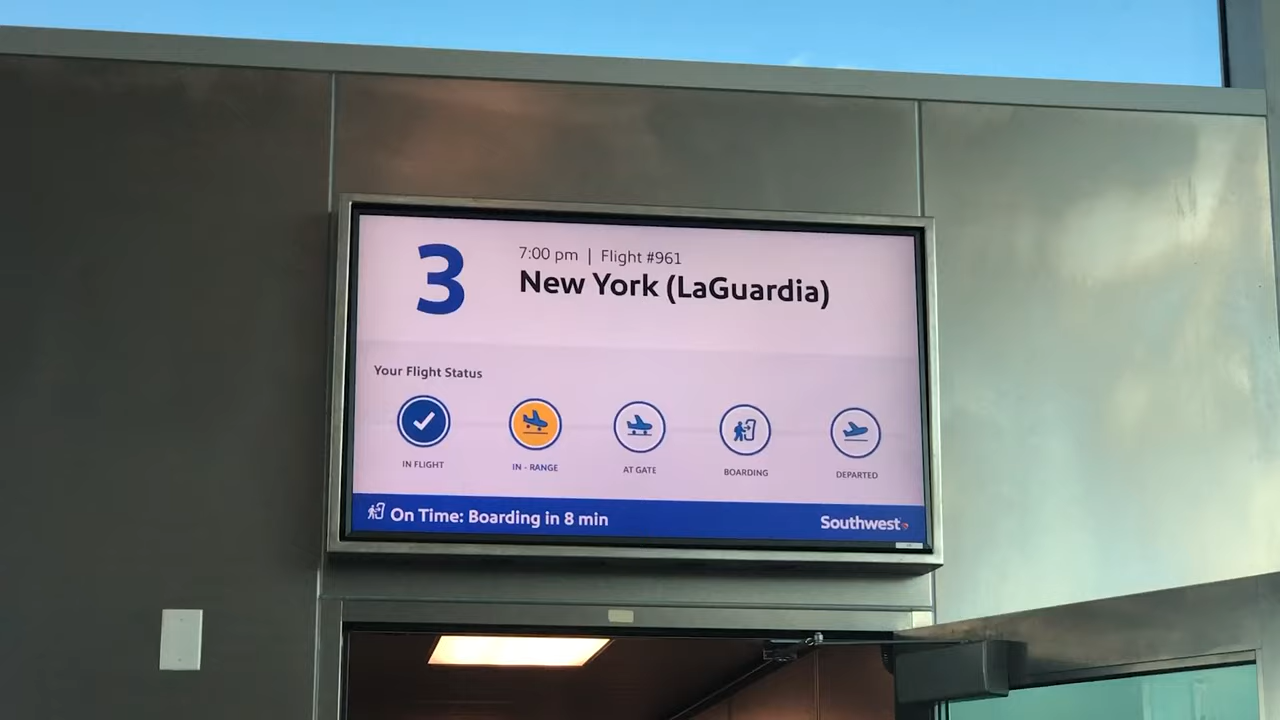 3
7:00 pm | Flight #961
New York (LaGuardia)
Your Flight Status
IN FLIGHT
IN - RANGE
AT GATE
BOARDING
DEPARTED
On Time: Boarding in 8 min
Southwest